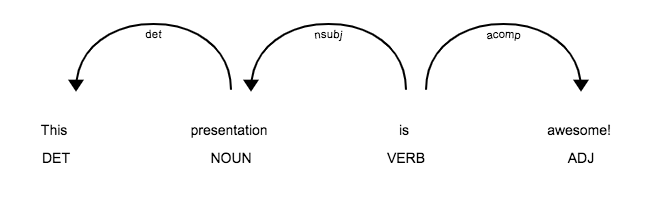 det nsubj acomp
This presentation is awesome!
DET NOUN VERB ADJ